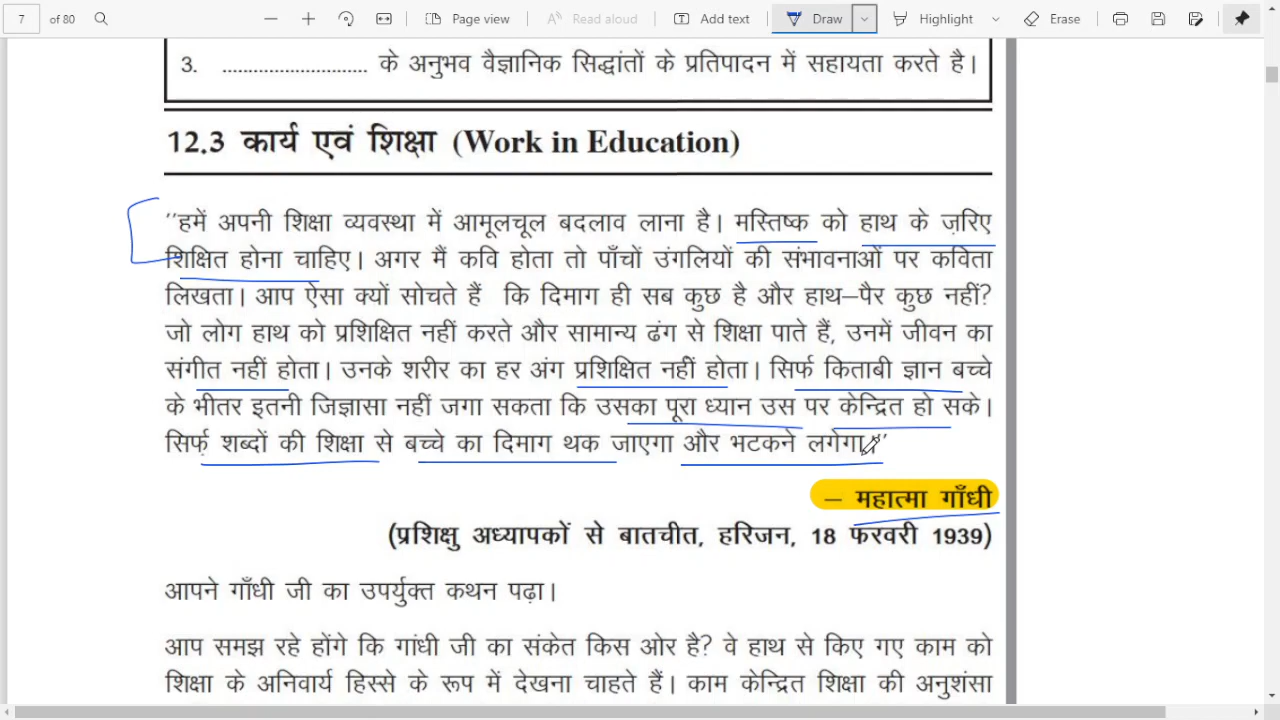 7 of 80 Page view Read aloud Add text Draw Highlight Erase
3. ........................... के अनुभव वैज्ञानिक सिद्धांतों के प्रतिपादन में सहायता करते है।
12.3 कार्य एवं शिक्षा (Work in Education)
''हमें अपनी शिक्षा व्यवस्था में आमूलचूल बदलाव लाना है। मस्तिष्क को हाथ के ज़रिए
शिक्षित होना चाहिए। अगर मैं कवि होता तो पाँचों उंगलियों की संभावनाओं पर कविता
लिखता। आप ऐसा क्यों सोचते हैं कि दिमाग ही सब कुछ है और हाथ–पैर कुछ नहीं?
जो लोग हाथ को प्रशिक्षित नहीं करते और सामान्य ढंग से शिक्षा पाते हैं, उनमें जीवन का
संगीत नहीं होता। उनके शरीर का हर अंग प्रशिक्षित नहीं होता। सिर्फ किताबी ज्ञान बच्चे
के भीतर इतनी जिज्ञासा नहीं जगा सकता कि उसका पूरा ध्यान उस पर केन्द्रित हो सके।
सिर्फ़ शब्दों की शिक्षा से बच्चे का दिमाग थक जाएगा और भटकने लगेगा।''
– महात्मा गाँधी
(प्रशिक्षु अध्यापकों से बातचीत, हरिजन, 18 फरवरी 1939)
आपने गाँधी जी का उपर्युक्त कथन पढ़ा।
आप समझ रहे होंगे कि गांधी जी का संकेत किस ओर है? वे हाथ से किए गए काम को
शिक्षा के अनिवार्य हिस्से के रूप में देखना चाहते हैं। काम केन्द्रित शिक्षा की अनुशंसा